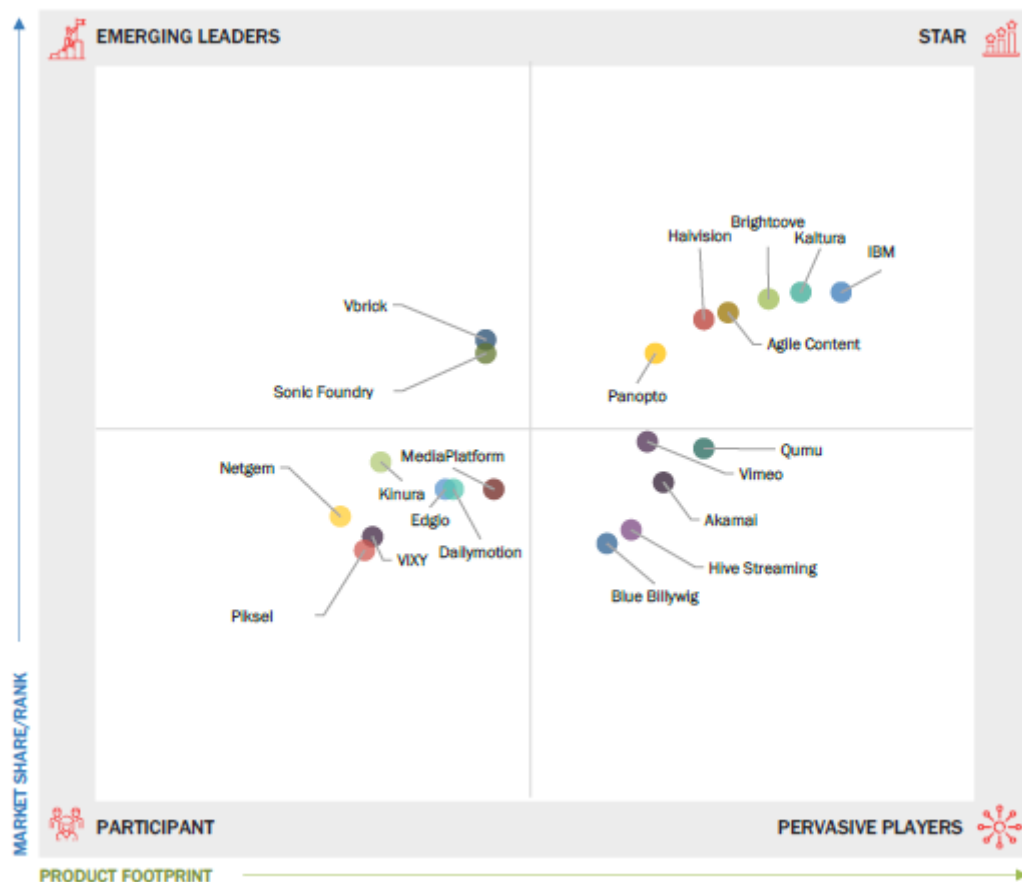 EMERGING LEADERS
STAR
Brightcove
Haivision
Kaltura
IBM
Vbrick
Agile Content
Sonic Foundry
Panopto
MediaPlatform
Qumu
Netgem
Vimeo
Kinura
Edgio
Akamai
Dailymotion
VIXY
Hive Streaming
Blue Billywig
Piksel
MARKET SHARE/RANK
PARTICIPANT
PERVASIVE PLAYERS
PRODUCT FOOTPRINT